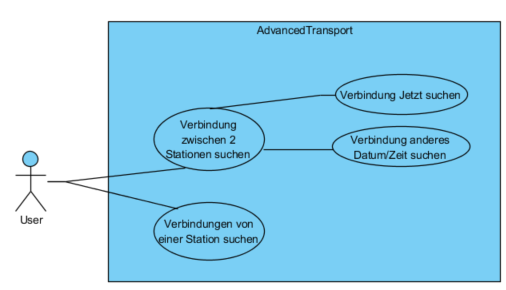 AdvancedTransport
Verbindung Jetzt suchen
Verbindung
zwischen 2
Stationen suchen
Verbindung anderes
Datum/Zeit suchen
User
Verbindungen von
einer Station suchen